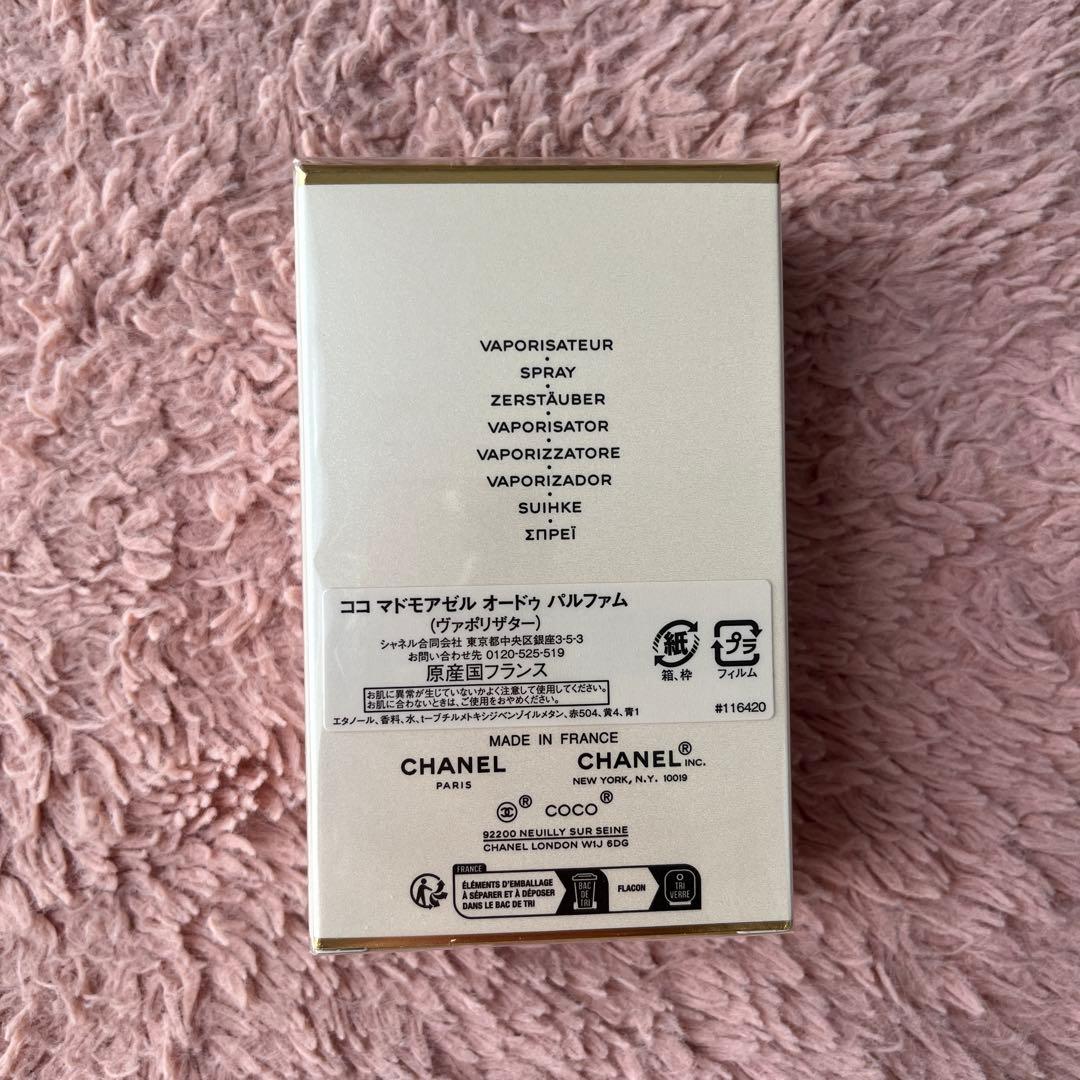 VAPORISATEUR
SPRAY
ZERSTÄUBER
VAPORISATOR
VAPORIZZATORE
VAPORIZADOR
SUIHKE
ΣΠΡΕΪ
ココ マドモアゼル オードゥ パルファム
(ヴァポリザター)
シャネル合同会社 東京都中央区銀座3-5-3
お問い合わせ先 0120-525-519
原産国フランス
お肌に異常が生じていないかよく注意して使用してください。
お肌に合わないときは、ご使用をおやめください。
エタノール、香料、水、t-ブチルメトキシジベンゾイルメタン、赤504、黄4、青1
紙
箱、枠
プラ
フィルム
#116420
MADE IN FRANCE
CHANEL
PARIS
CHANEL® INC.
NEW YORK, N.Y. 10019
® COCO®
92200 NEUILLY SUR SEINE
CHANEL LONDON W1J 6DG
FRANCE
ÉLÉMENTS D'EMBALLAGE
À SÉPARER ET À DÉPOSER
DANS LE BAC DE TRI
BAC
DE
TRI
FLACON
TRI
VERRE